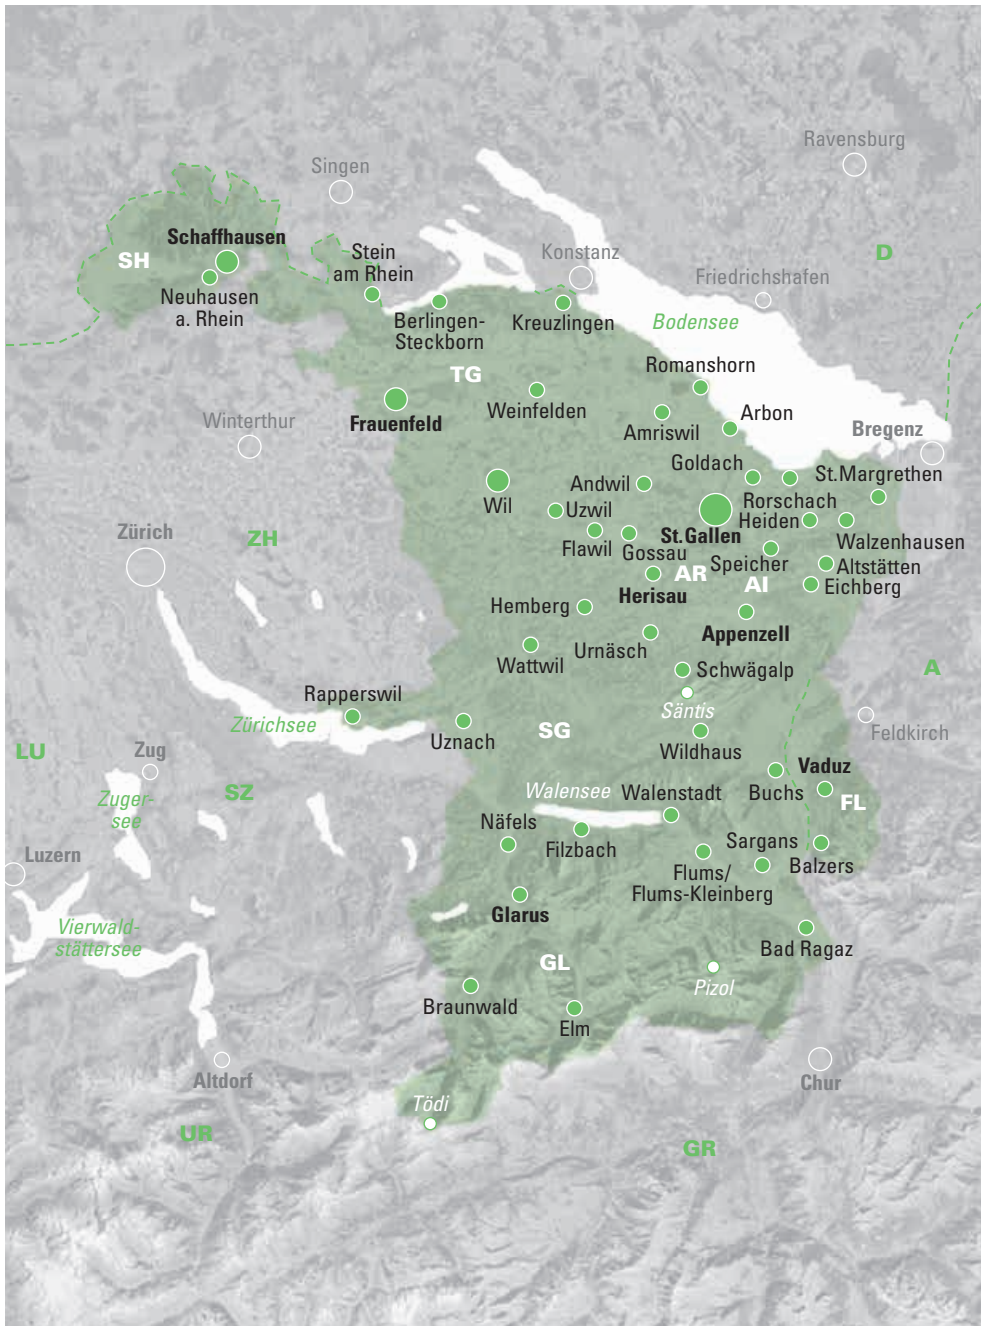 Ravensburg
Singen
Schaffhausen
SH
Stein
am Rhein
Konstanz
D
Friedrichshafen
Neuhausen
a. Rhein
Berlingen-
Steckborn
Kreuzlingen
Bodensee
Romanshorn
TG
Weinfelden
Frauenfeld
Winterthur
Amriswil
Arbon
Bregenz
Goldach
St.Margrethen
Andwil
Rorschach
Wil
Uzwil
Heiden
St.Gallen
Zürich
ZH
Flawil
Gossau
Speicher
Walzenhausen
Altstätten
AR
AI
Eichberg
Herisau
Hemberg
Appenzell
Urnäsch
Wattwil
Schwägalp
A
Rapperswil
Säntis
Zürichsee
Uznach
SG
Wildhaus
Feldkirch
LU
Zug
Vaduz
Zuger-
see
SZ
Walensee
Walenstadt
Buchs
FL
Näfels
Filzbach
Sargans
Luzern
Flums/
Flums-Kleinberg
Balzers
Glarus
Vierwald-
stättersee
Bad Ragaz
GL
Pizol
Braunwald
Elm
Altdorf
Chur
Tödi
UR
GR